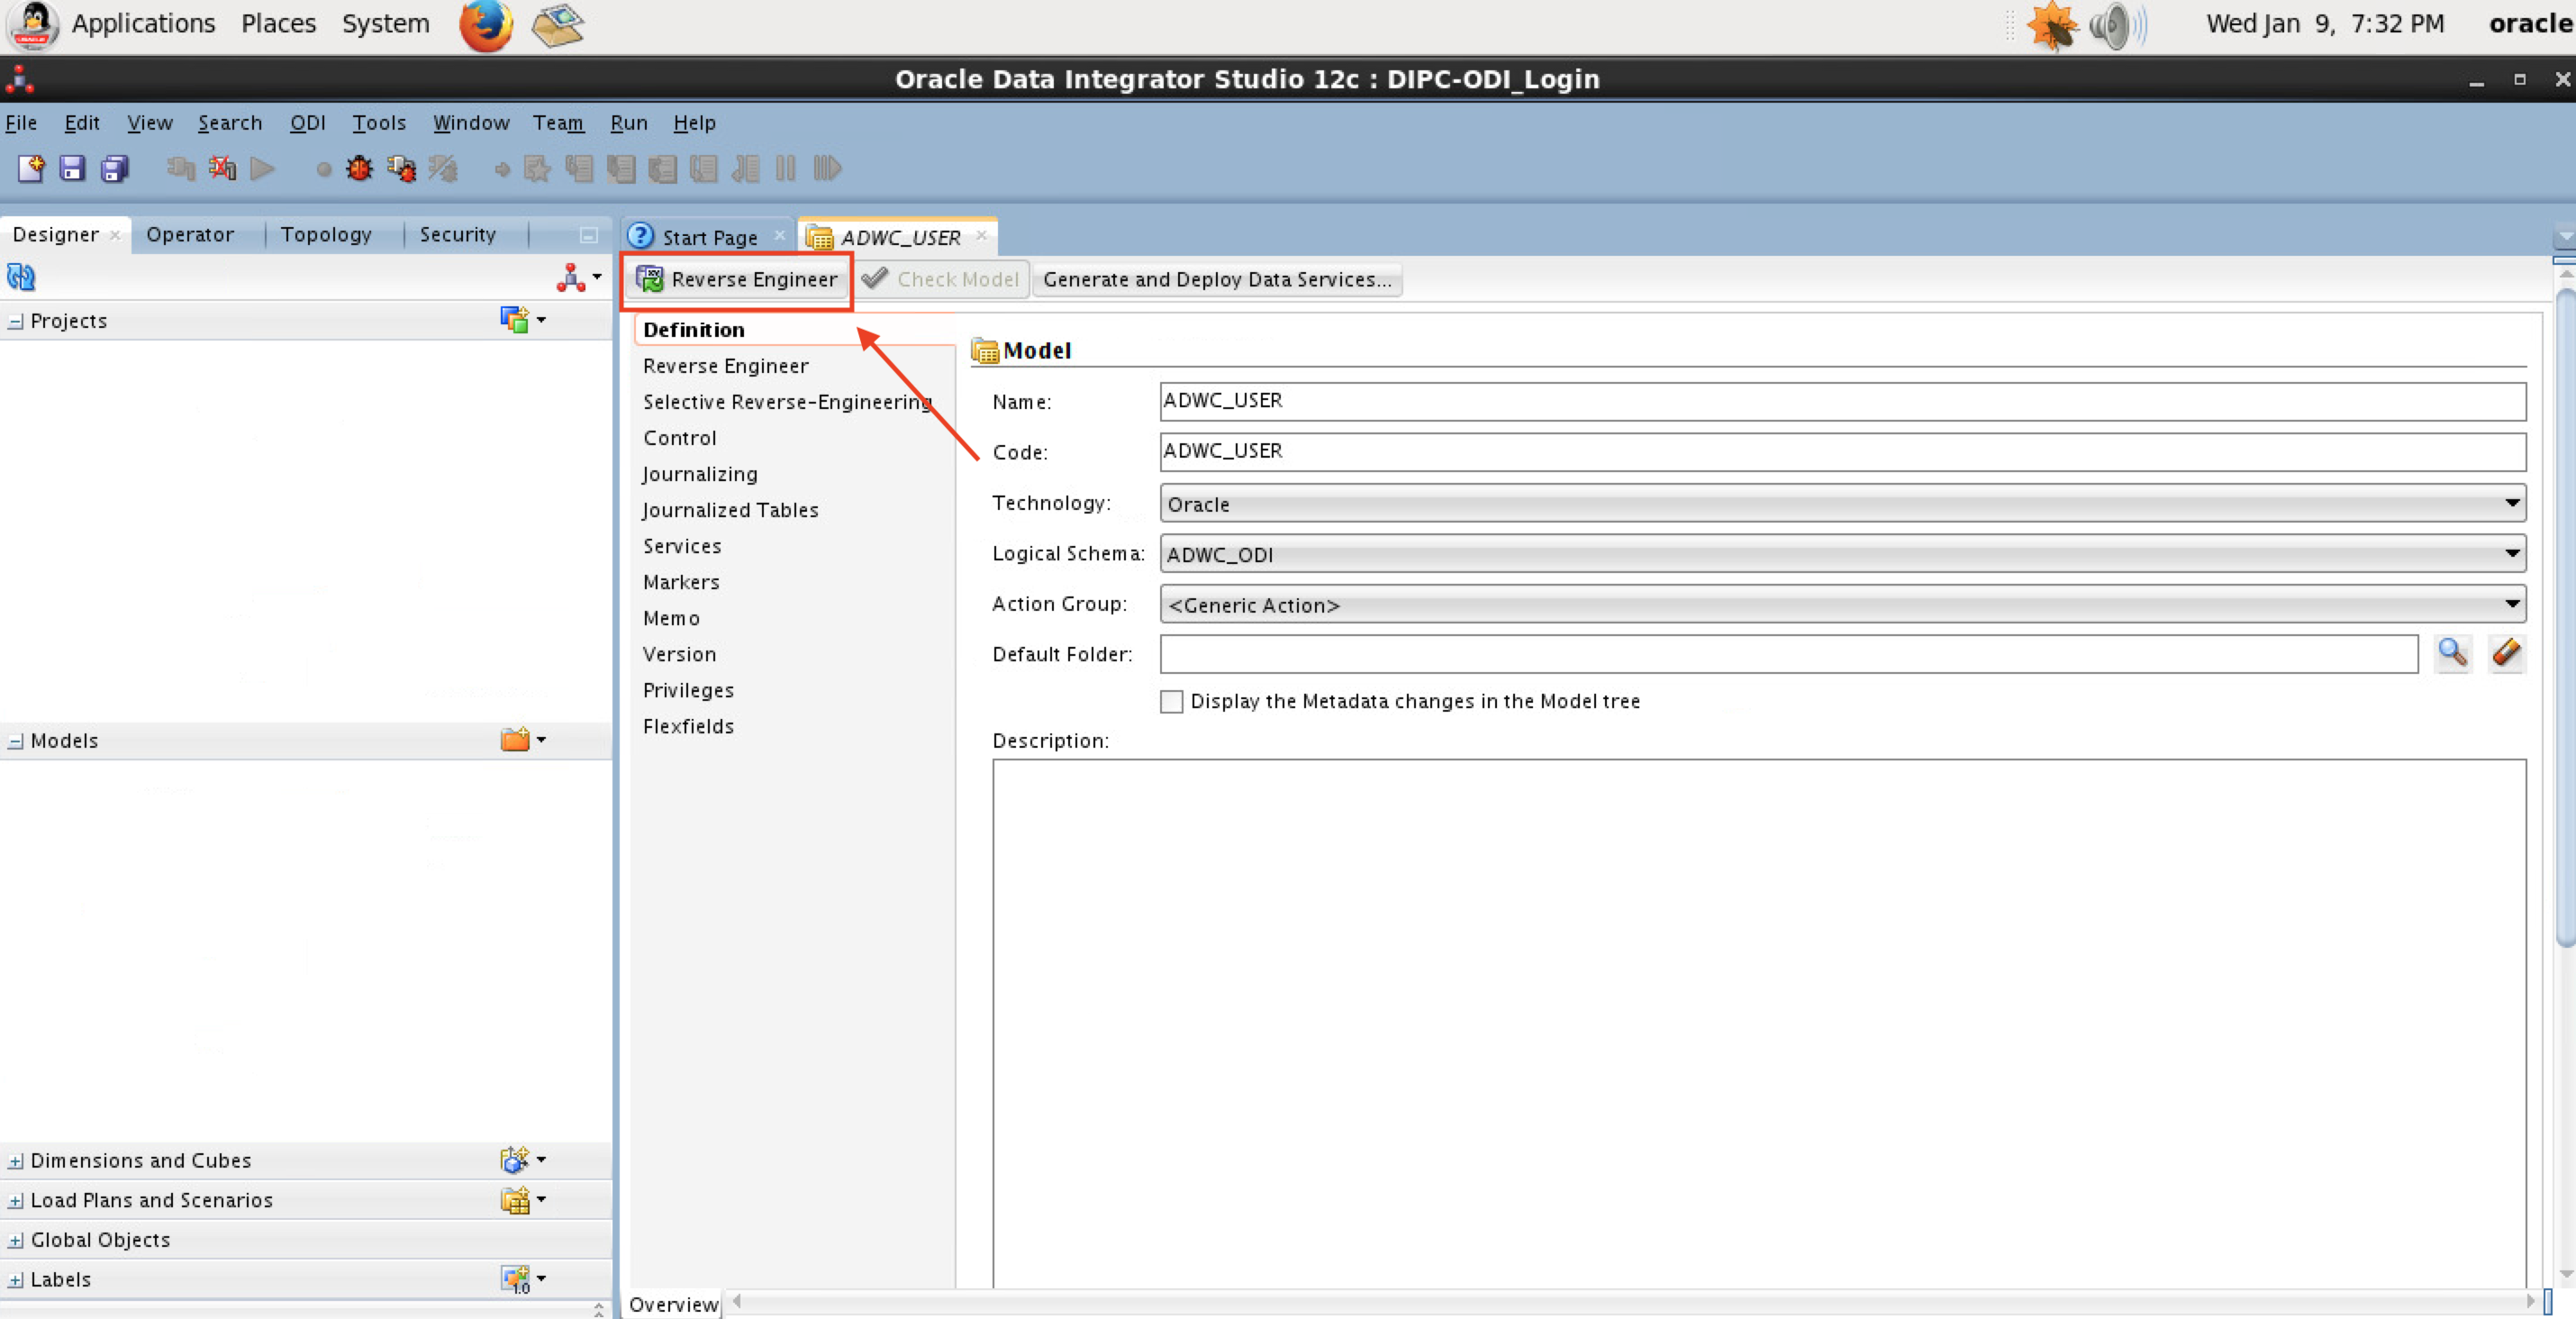 Applications Places System
Wed Jan 9, 7:32 PM oracle
Oracle Data Integrator Studio 12c : DIPC-ODI_Login
File Edit View Search ODI Tools Window Team Run Help
Designer Operator Topology Security
Start Page ADWC_USER
Reverse Engineer Check Model Generate and Deploy Data Services...
Projects
Models
Dimensions and Cubes
Load Plans and Scenarios
Global Objects
Labels
1.0
Definition
Reverse Engineer
Selective Reverse-Engineering
Control
Journalizing
Journalized Tables
Services
Markers
Memo
Version
Privileges
Flexfields
Model
Name: ADWC_USER
Code: ADWC_USER
Technology: Oracle
Logical Schema: ADWC_ODI
Action Group: <Generic Action>
Default Folder:
Display the Metadata changes in the Model tree
Description:
Overview